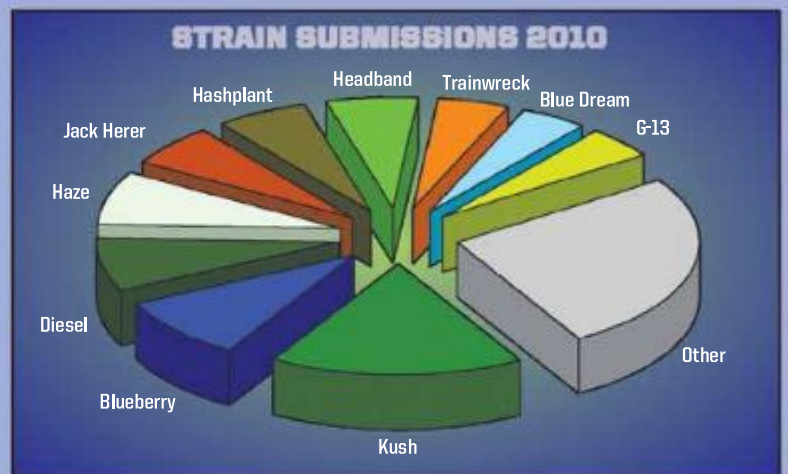 STRAIN SUBMISSIONS 2010
Headband
Trainwreck
Hashplant
Blue Dream
Jack Herer
G-13
Haze
Diesel
Other
Blueberry
Kush